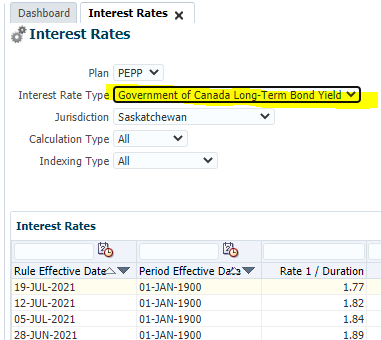 Dashboard Interest Rates
Interest Rates
Plan PEPP
Interest Rate Type Government of Canada Long-Term Bond Yield
Jurisdiction Saskatchewan
Calculation Type All
Indexing Type All
Interest Rates
Rule Effective Date Period Effective Date Rate 1 / Duration
19-JUL-2021 01-JAN-1900 1.77
12-JUL-2021 01-JAN-1900 1.82
05-JUL-2021 01-JAN-1900 1.84
28-JUN-2021 01-JAN-1900 1.89